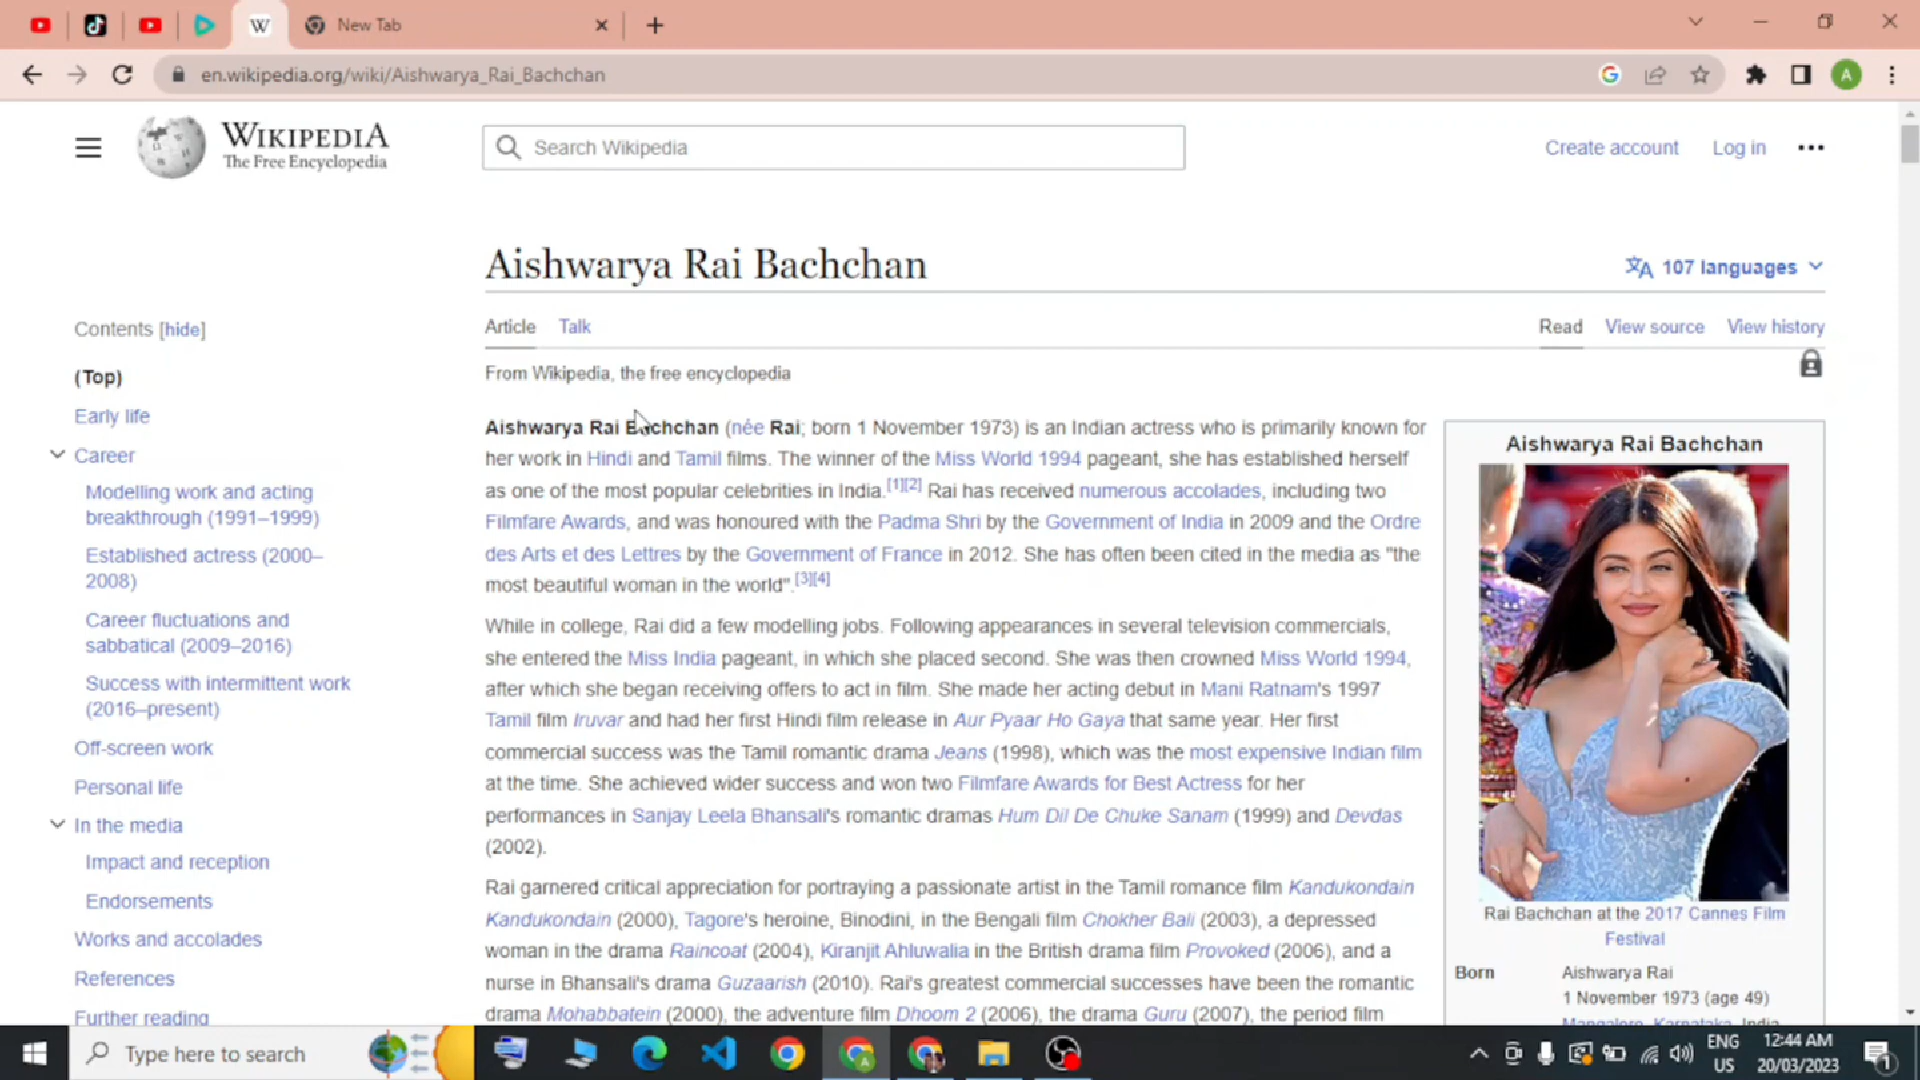 New Tab
en.wikipedia.org/wiki/Aishwarya_Rai_Bachchan
A
WIKIPEDIA
The Free Encyclopedia
Search Wikipedia
Create account
Log in
Aishwarya Rai Bachchan
107 languages
Article
Talk
Read
View source
View history
From Wikipedia, the free encyclopedia
Contents [hide]
(Top)
Early life
Career
Modelling work and acting
breakthrough (1991–1999)
Established actress (2000–
2008)
Career fluctuations and
sabbatical (2009–2016)
Success with intermittent work
(2016–present)
Off-screen work
Personal life
In the media
Impact and reception
Endorsements
Works and accolades
References
Further reading
Aishwarya Rai Bachchan (née Rai; born 1 November 1973) is an Indian actress who is primarily known for
her work in Hindi and Tamil films. The winner of the Miss World 1994 pageant, she has established herself
as one of the most popular celebrities in India.[1][2] Rai has received numerous accolades, including two
Filmfare Awards, and was honoured with the Padma Shri by the Government of India in 2009 and the Ordre
des Arts et des Lettres by the Government of France in 2012. She has often been cited in the media as "the
most beautiful woman in the world".[3][4]
While in college, Rai did a few modelling jobs. Following appearances in several television commercials,
she entered the Miss India pageant, in which she placed second. She was then crowned Miss World 1994,
after which she began receiving offers to act in film. She made her acting debut in Mani Ratnam's 1997
Tamil film Iruvar and had her first Hindi film release in Aur Pyaar Ho Gaya that same year. Her first
commercial success was the Tamil romantic drama Jeans (1998), which was the most expensive Indian film
at the time. She achieved wider success and won two Filmfare Awards for Best Actress for her
performances in Sanjay Leela Bhansali's romantic dramas Hum Dil De Chuke Sanam (1999) and Devdas
(2002).
Rai garnered critical appreciation for portraying a passionate artist in the Tamil romance film Kandukondain
Kandukondain (2000), Tagore's heroine, Binodini, in the Bengali film Chokher Bali (2003), a depressed
woman in the drama Raincoat (2004), Kiranjit Ahluwalia in the British drama film Provoked (2006), and a
nurse in Bhansali's drama Guzaarish (2010). Rai's greatest commercial successes have been the romantic
drama Mohabbatein (2000), the adventure film Dhoom 2 (2006), the drama Guru (2007), the period film
Aishwarya Rai Bachchan
Rai Bachchan at the 2017 Cannes Film
Festival
Born
Aishwarya Rai
1 November 1973 (age 49)
Mangalore, Karnataka, India
Type here to search
ENG
US
12:44 AM
20/03/2023
1